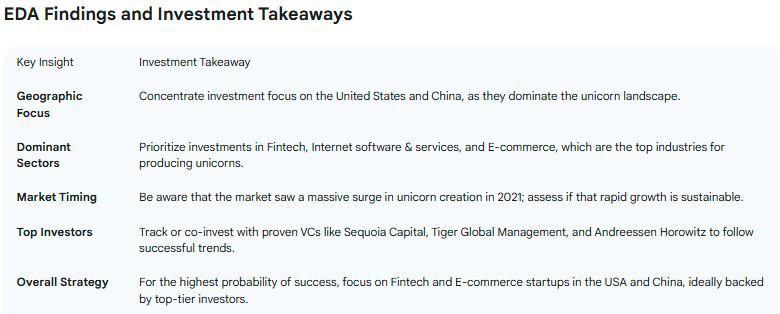 EDA Findings and Investment Takeaways
Key Insight Investment Takeaway
Geographic Focus Concentrate investment focus on the United States and China, as they dominate the unicorn landscape.
Dominant Sectors Prioritize investments in Fintech, Internet software & services, and E-commerce, which are the top industries for
producing unicorns.
Market Timing Be aware that the market saw a massive surge in unicorn creation in 2021; assess if that rapid growth is sustainable.
Top Investors Track or co-invest with proven VCs like Sequoia Capital, Tiger Global Management, and Andreessen Horowitz to follow
successful trends.
Overall Strategy For the highest probability of success, focus on Fintech and E-commerce startups in the USA and China, ideally backed
by top-tier investors.